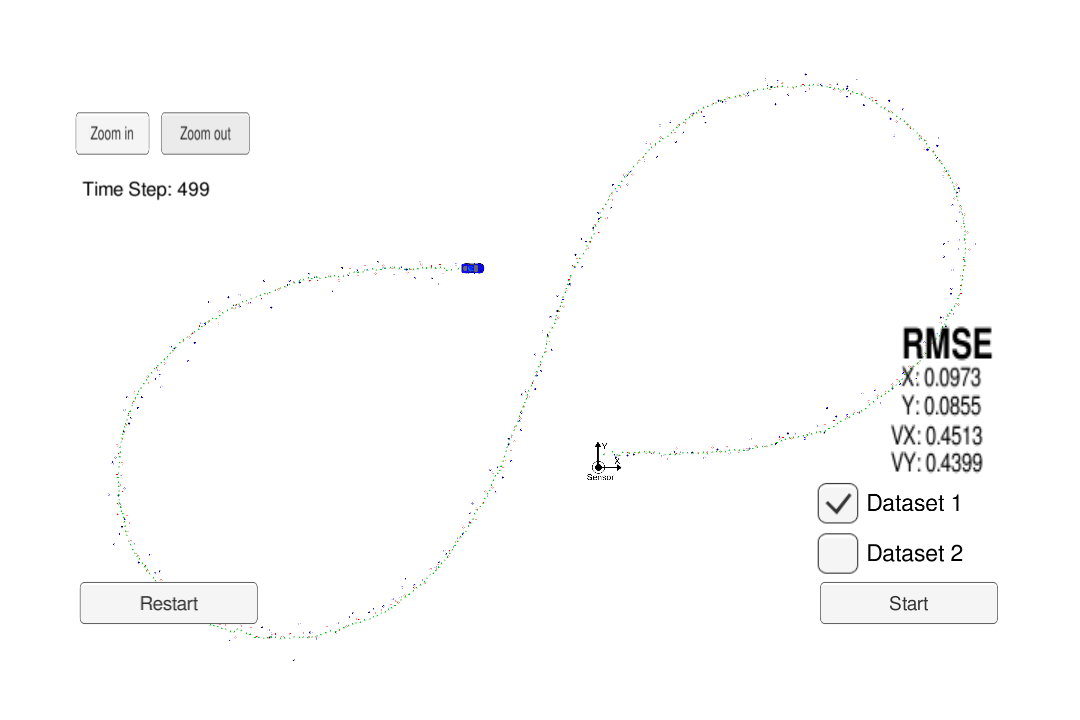 Zoom in
Zoom out
Time Step: 499
RMSE
X: 0.0973
Y: 0.0855
VX: 0.4513
VY: 0.4399
Y
X
Sensor
Dataset 1
Dataset 2
Restart
Start